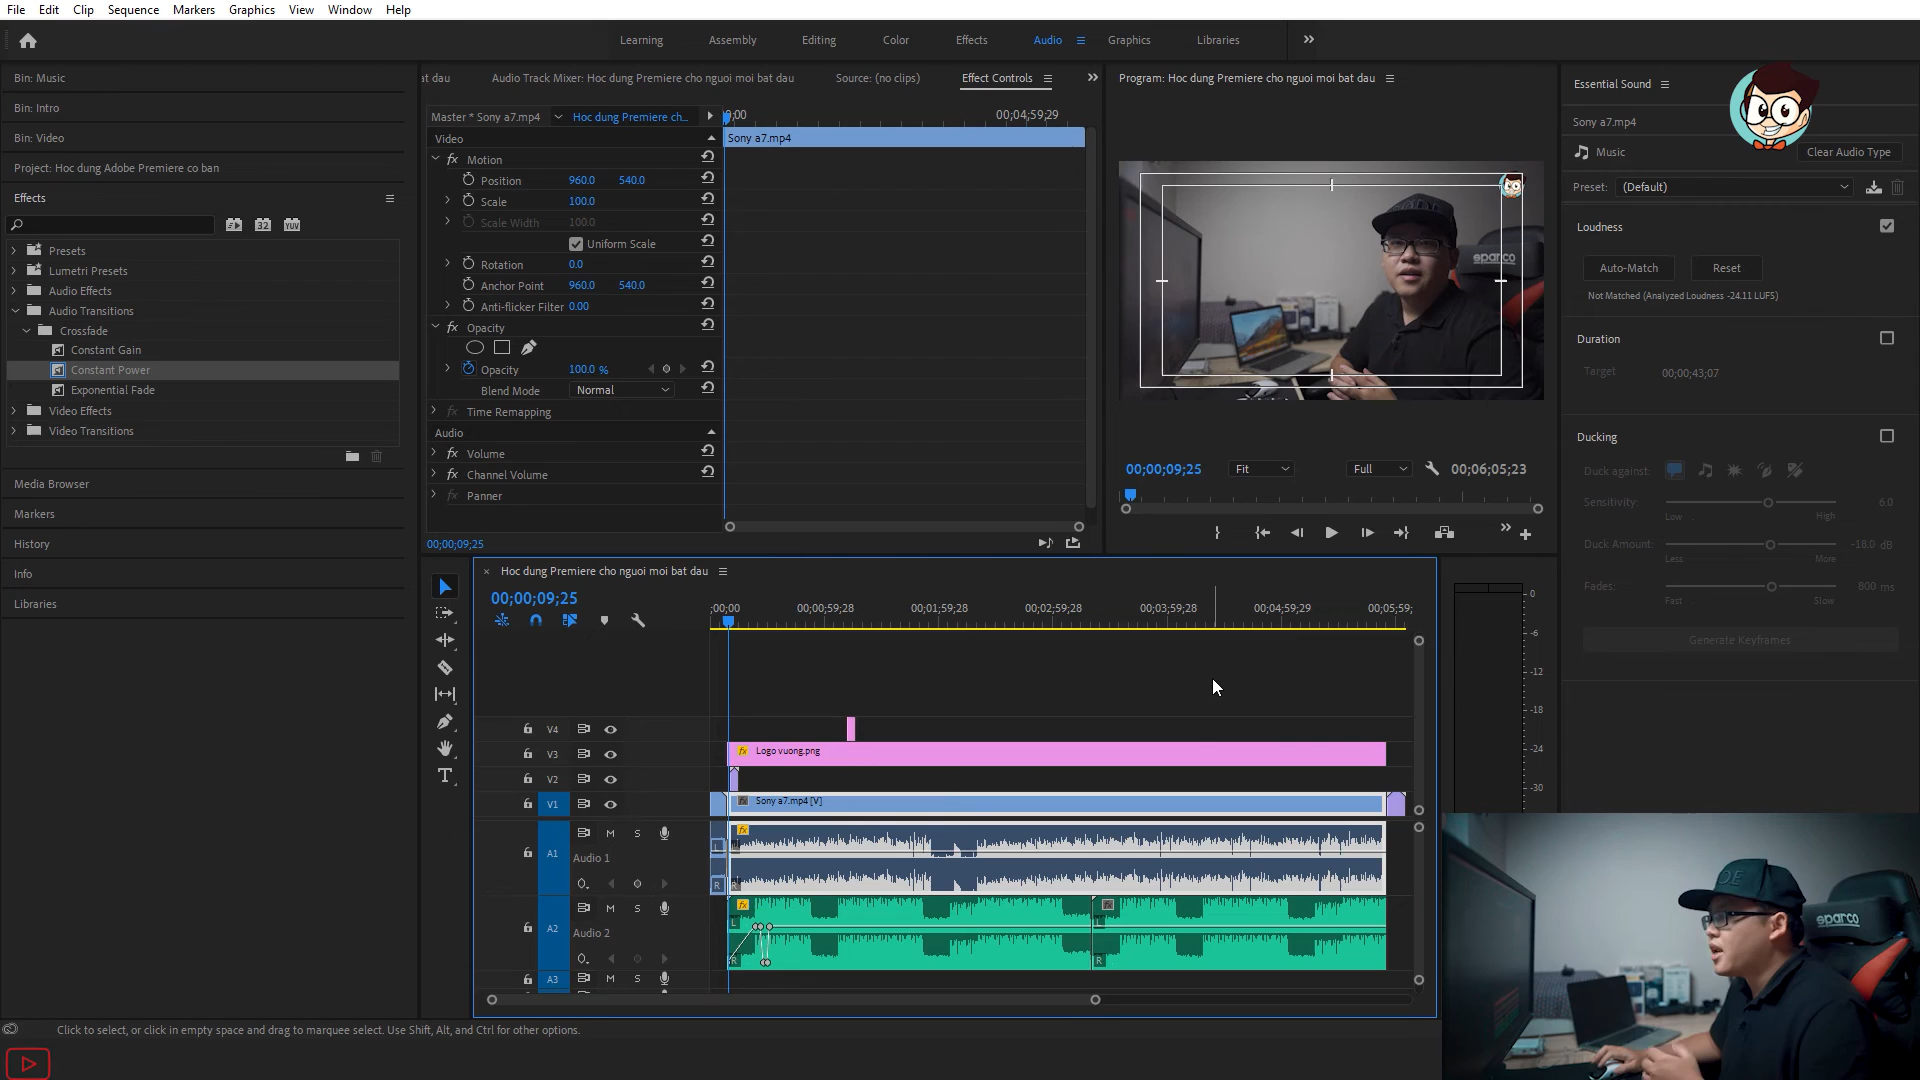 File Edit Clip Sequence Markers Graphics View Window Help
Learning Assembly Editing Color Effects Audio Graphics Libraries
Bin: Music
Bin: Intro
Bin: Video
Project: Hoc dung Adobe Premiere co ban
Effects
Presets
Lumetri Presets
Audio Effects
Audio Transitions
Crossfade
Constant Gain
Constant Power
Exponential Fade
Video Effects
Video Transitions
Media Browser
Markers
History
Info
Libraries
at dau Audio Track Mixer: Hoc dung Premiere cho nguoi moi bat dau Source: (no clips) Effect Controls
Master * Sony a7.mp4 Hoc dung Premiere ch... ;00;00 00;04;59;29
Video Sony a7.mp4
fx Motion
Position 960.0 540.0
Scale 100.0
Scale Width 100.0
Uniform Scale
Rotation 0.0
Anchor Point 960.0 540.0
Anti-flicker Filter 0.00
fx Opacity
Opacity 100.0 %
Blend Mode Normal
fx Time Remapping
Audio
fx Volume
fx Channel Volume
fx Panner
00;00;09;25
Program: Hoc dung Premiere cho nguoi moi bat dau
sparco
00;00;09;25 Fit Full 00;06;05;23
Essential Sound
Sony a7.mp4
Music Clear Audio Type
Preset: (Default)
Loudness
Auto-Match Reset
Not Matched (Analyzed Loudness -24.11 LUFS)
Duration
Target 00;00;43;07
Ducking
Duck against:
Sensitivity: 6.0
Low High
Duck Amount: -18.0 dB
Less More
Fades: 800 ms
Fast Slow
Generate Keyframes
× Hoc dung Premiere cho nguoi moi bat dau
00;00;09;25
;00;00 00;00;59;28 00;01;59;28 00;02;59;28 00;03;59;28 00;04;59;29 00;05;59;
V4
V3 fx Logo vuong.png
V2
V1 fx Sony a7.mp4 [V]
A1 M S
Audio 1
L
R
A2 M S
Audio 2
L
R
L
R
A3 M S
0
-6
-12
-18
-24
-30
sparco
Click to select, or click in empty space and drag to marquee select. Use Shift, Alt, and Ctrl for other options.